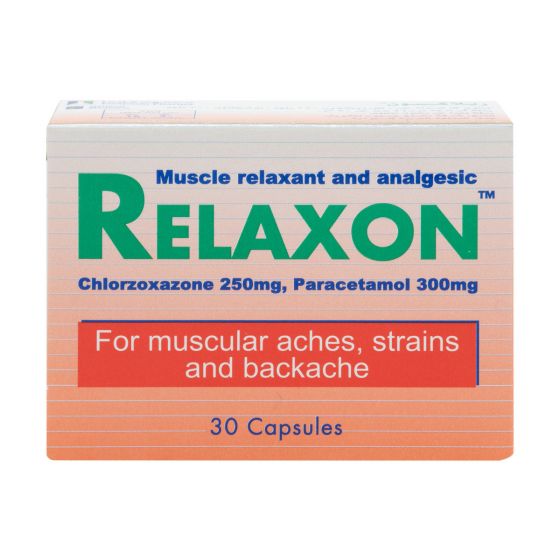 Muscle relaxant and analgesic
RELAXON™
Chlorzoxazone 250mg, Paracetamol 300mg
For muscular aches, strains
and backache
30 Capsules